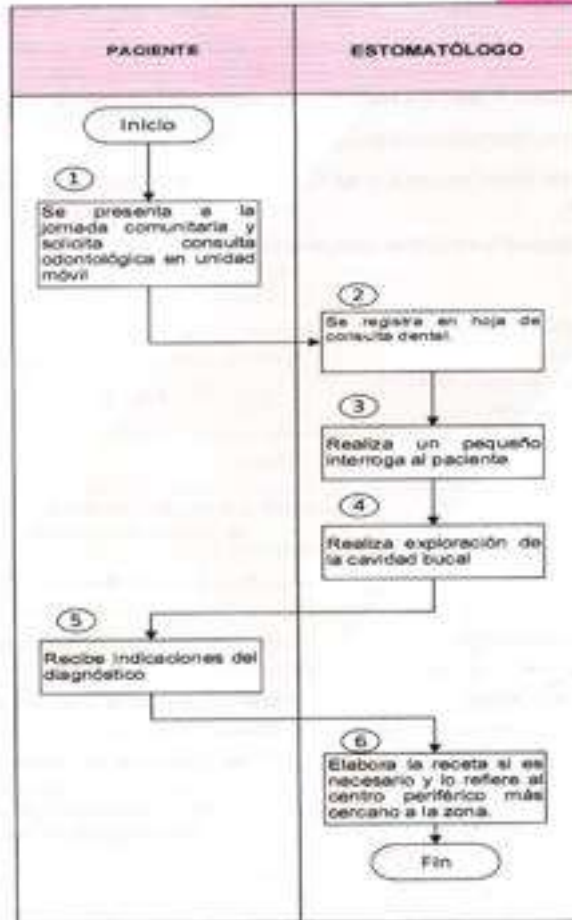 PACIENTE
ESTOMATÓLOGO
Inicio
1
Se presenta a la
jornada comunitaria y
solicita consulta
odontológica en unidad
móvil
2
Se registra en hoja de
consulta dental.
3
Realiza un pequeño
interroga al paciente
4
Realiza exploración de
la cavidad bucal
5
Recibe indicaciones del
diagnóstico
6
Elabora la receta si es
necesario y lo refiere al
centro periférico más
cercano a la zona.
Fin